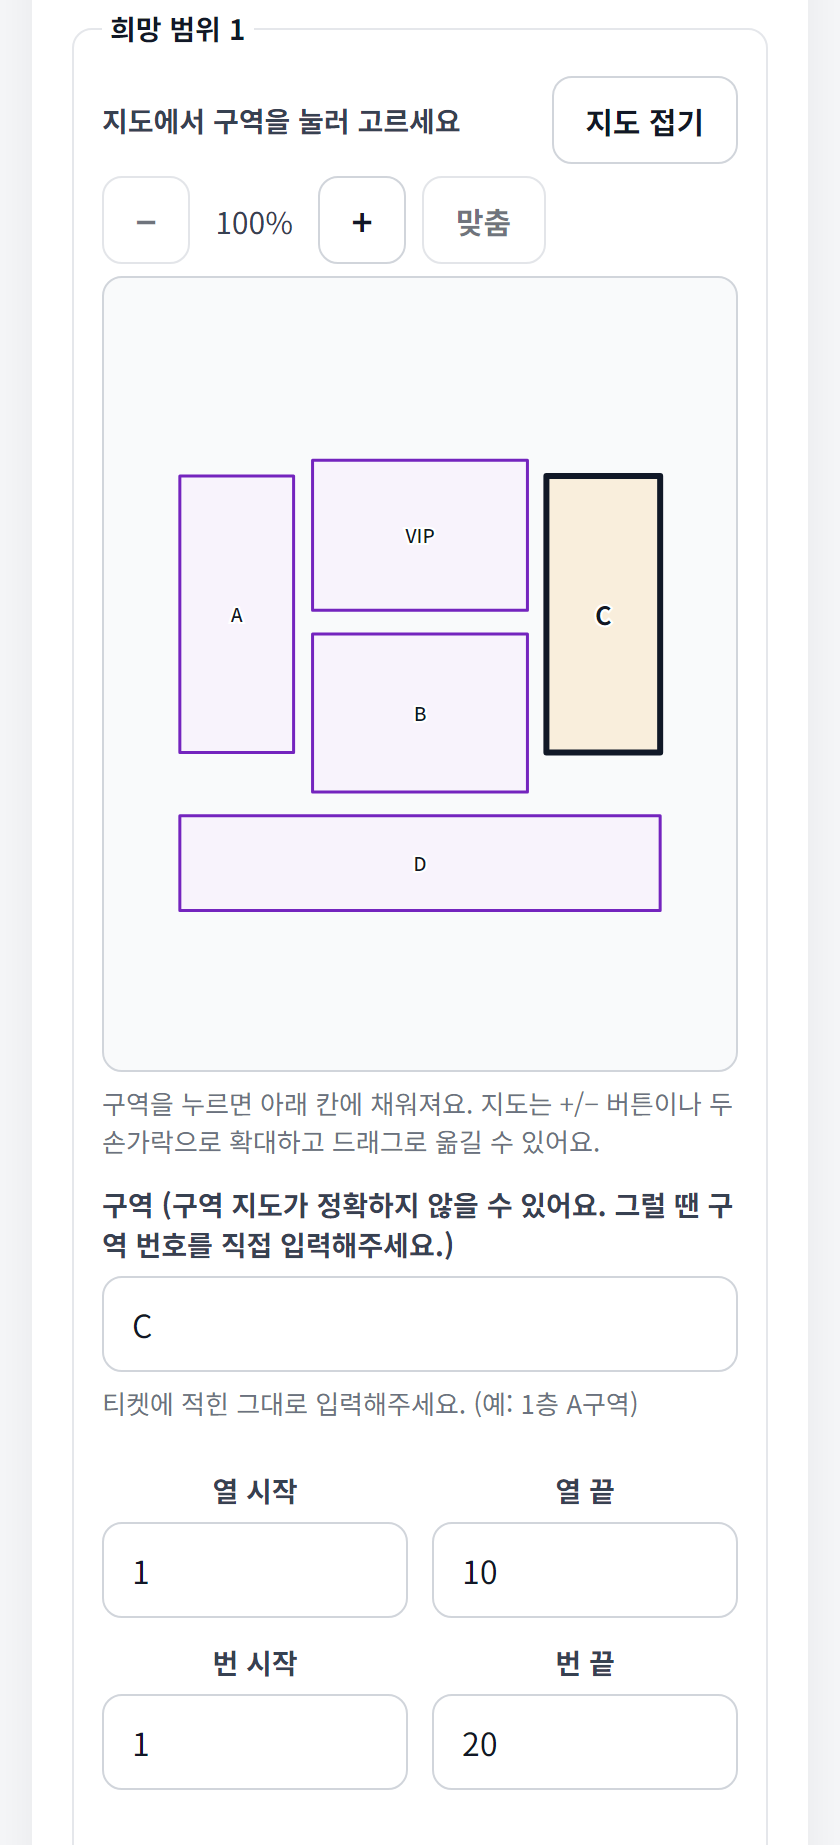 희망 범위 1
지도에서 구역을 눌러 고르세요
지도 접기
− 100% + 맞춤
VIP
A
C
B
D
구역을 누르면 아래 칸에 채워져요. 지도는 +/− 버튼이나 두
손가락으로 확대하고 드래그로 옮길 수 있어요.
구역 (구역 지도가 정확하지 않을 수 있어요. 그럴 땐 구
역 번호를 직접 입력해주세요.)
C
티켓에 적힌 그대로 입력해주세요. (예: 1층 A구역)
열 시작 열 끝
1 10
번 시작 번 끝
1 20